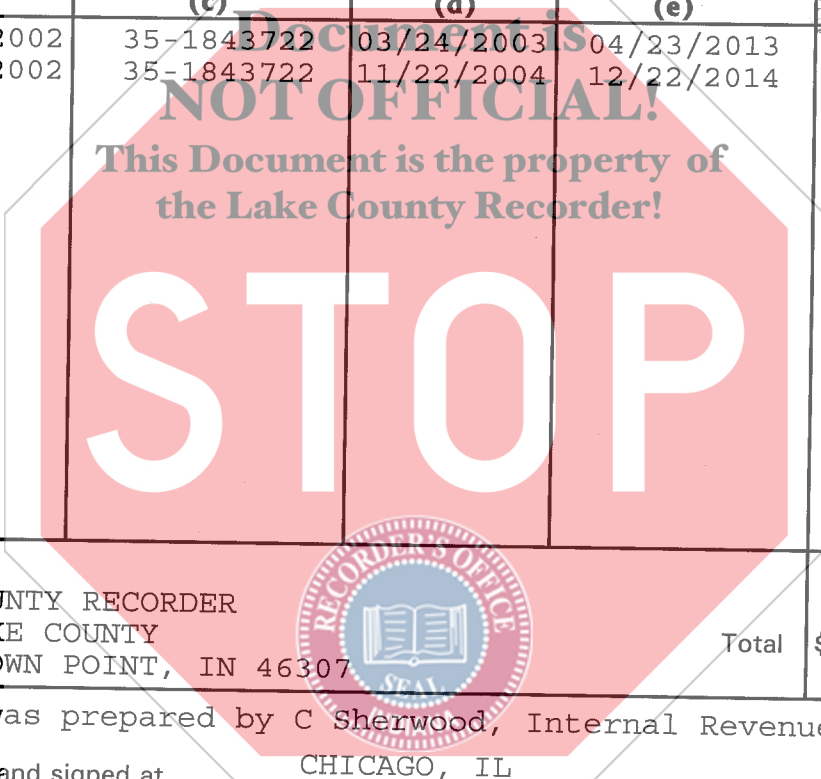 (c) (d) (e)
2002 35-1843722 03/24/2003 04/23/2013
2002 35-1843722 11/22/2004 12/22/2014
Document is
NOT OFFICIAL!
This Document is the property of
the Lake County Recorder!
STOP
UNTY RECORDER
KE COUNTY
OWN POINT, IN 46307
Total $
RECORDER'S OFFICE
SEAL
was prepared by C Sherwood, Internal Revenue
and signed at CHICAGO, IL